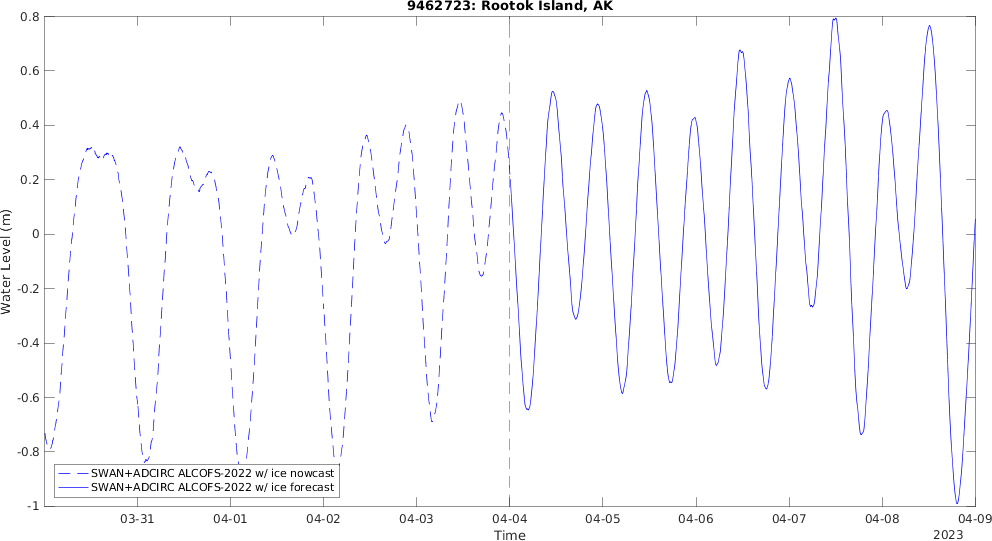 9462723: Rootok Island, AK
Water Level (m)
0.8
0.6
0.4
0.2
0
-0.2
-0.4
-0.6
-0.8
-1
SWAN+ADCIRC ALCOFS-2022 w/ ice nowcast
SWAN+ADCIRC ALCOFS-2022 w/ ice forecast
03-31 04-01 04-02 04-03 04-04 04-05 04-06 04-07 04-08 04-09
Time
2023